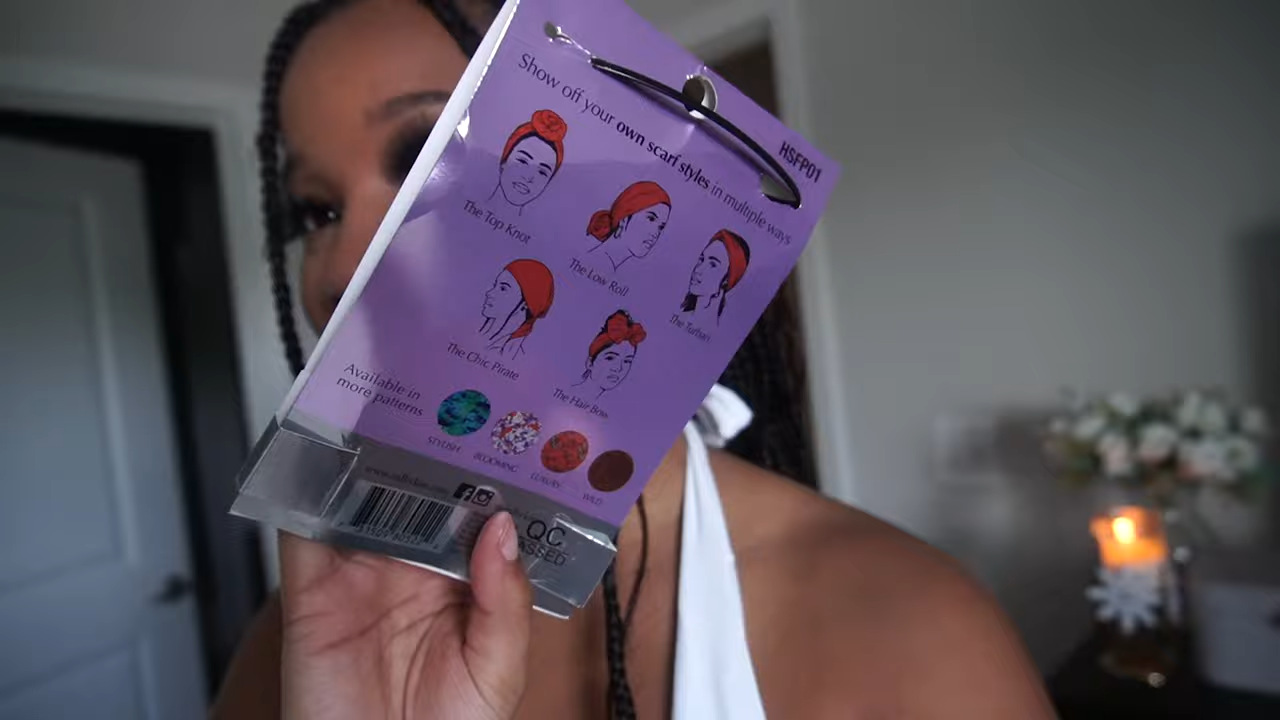 HSFP01
Show off your own scarf styles in multiple ways
The Top Knot
The Low Roll
The Turban
The Chic Pirate
The Hair Bow
Available in
more patterns
STYLISH
BLOOMING
LUXURY
WILD
QC